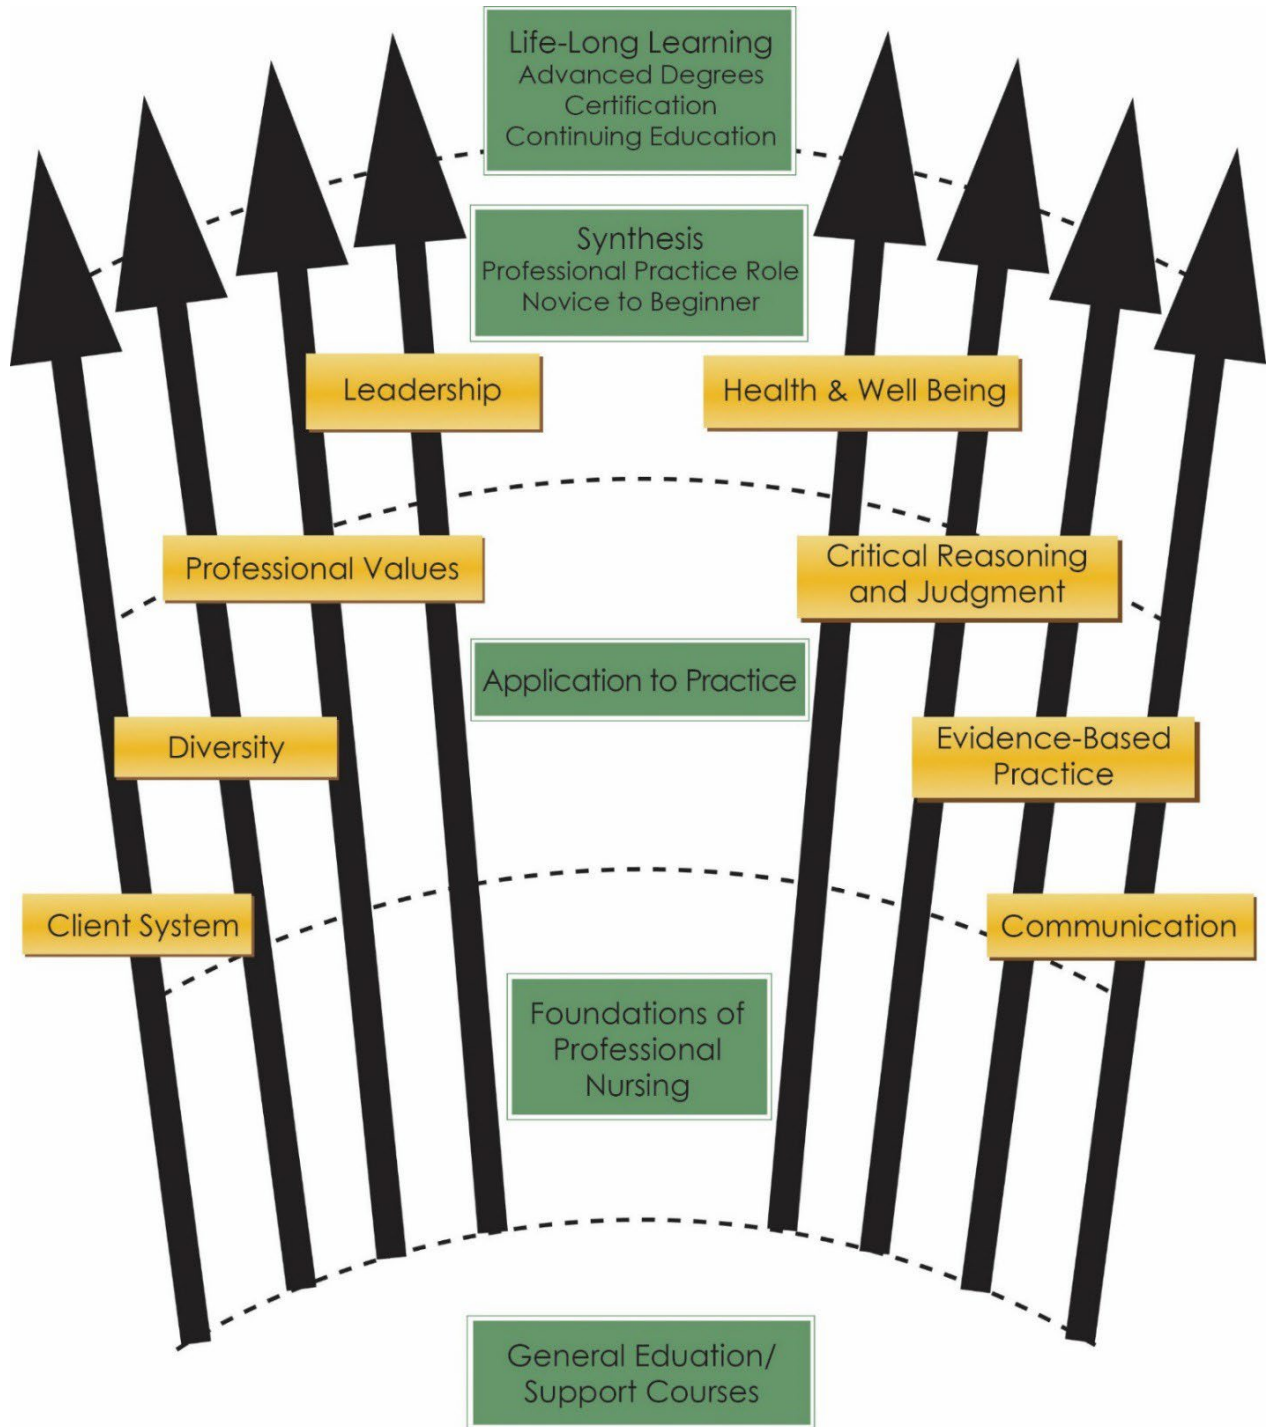 Life-Long Learning
Advanced Degrees
Certification
Continuing Education
Synthesis
Professional Practice Role
Novice to Beginner
Leadership
Health & Well Being
Professional Values
Critical Reasoning
and Judgment
Application to Practice
Diversity
Evidence-Based
Practice
Client System
Communication
Foundations of
Professional
Nursing
General Eduation/
Support Courses